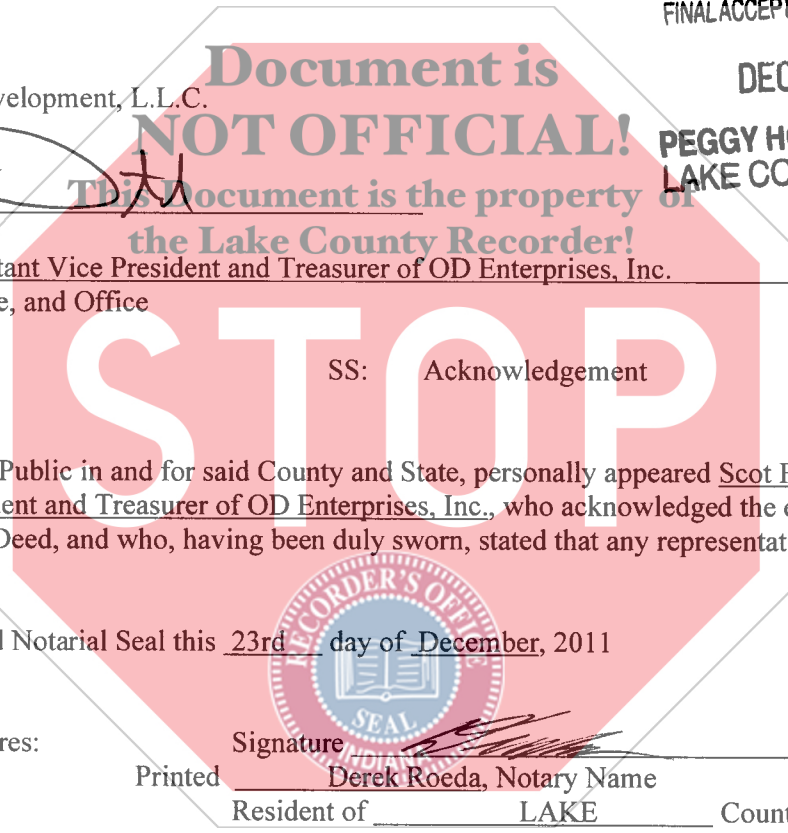 FINAL ACCEP
Document is
DEC
velopment, L.L.C.
NOT OFFICIAL!
PEGGY H
This Document is the property of
LAKE CO
the Lake County Recorder!
tant Vice President and Treasurer of OD Enterprises, Inc.
e, and Office
STOP
SS: Acknowledgement
Public in and for said County and State, personally appeared Scot
ent and Treasurer of OD Enterprises, Inc., who acknowledged the e
Deed, and who, having been duly sworn, stated that any representat
RECORDER'S OFFICE
l Notarial Seal this 23rd day of December, 2011
SEAL
INDIANA
res: Signature
Printed Derek Roeda, Notary Name
Resident of LAKE Count